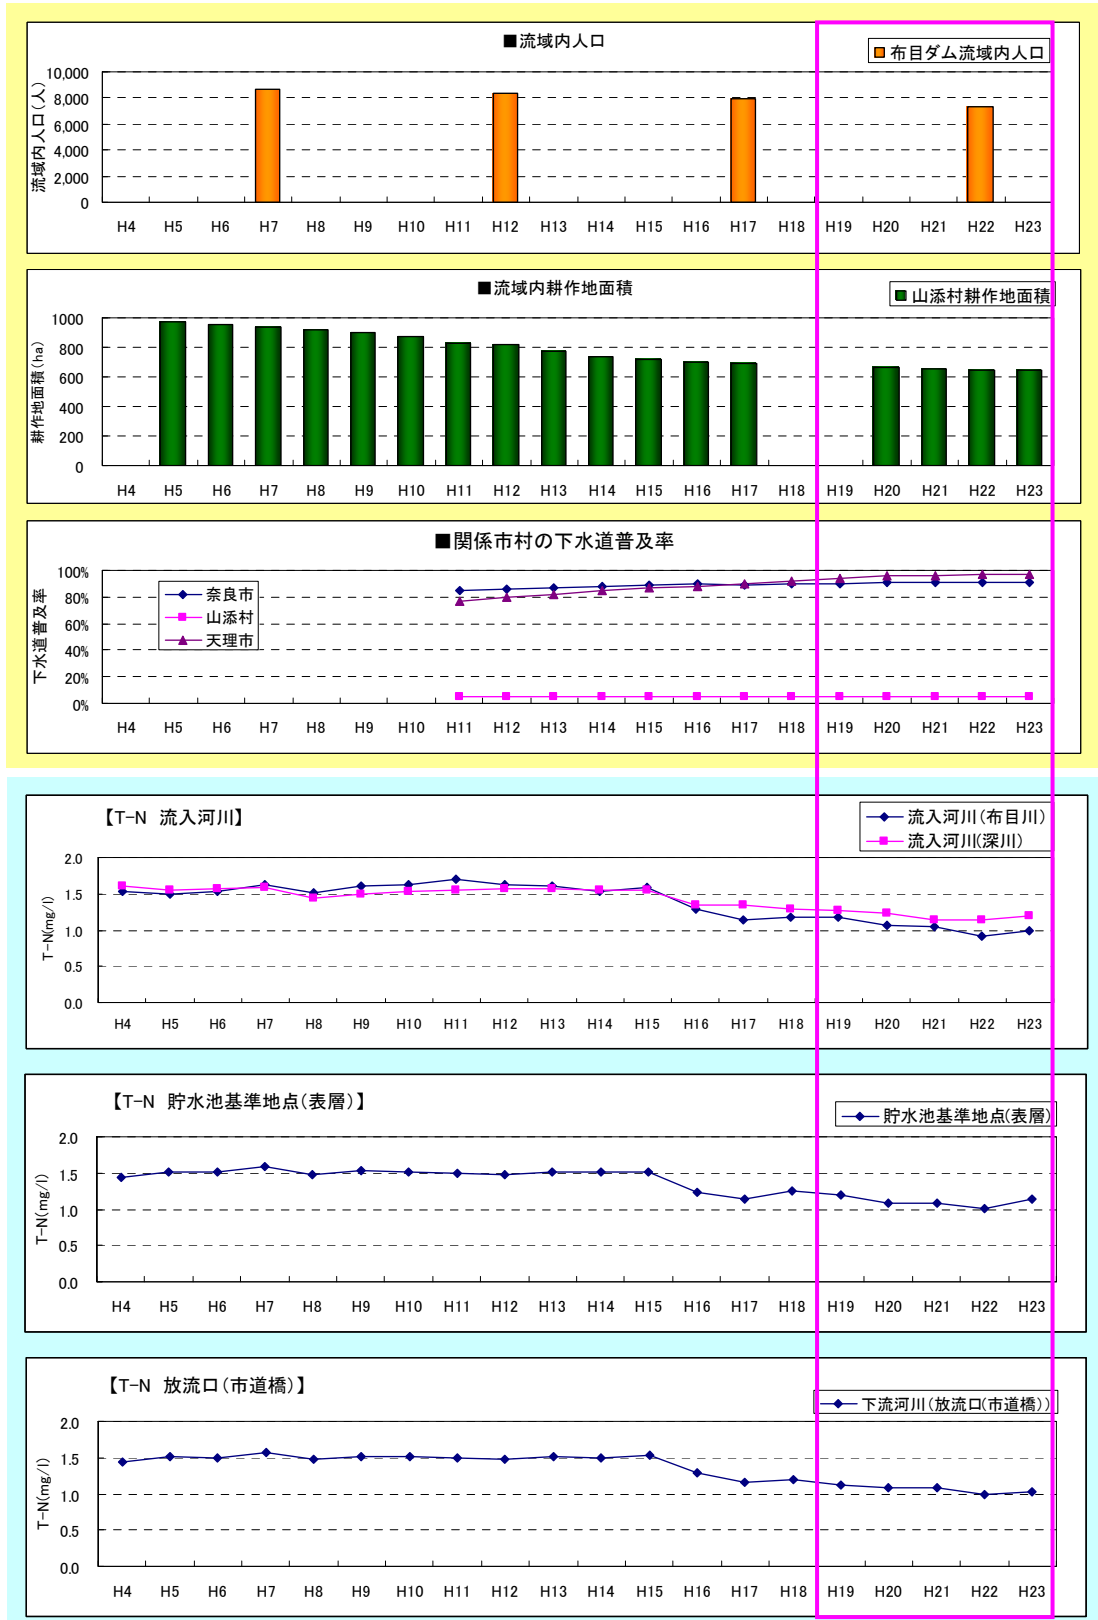 ■流域内人口
布目ダム流域内人口
流域内人口(人)
10,000
8,000
6,000
4,000
2,000
0
H4 H5 H6 H7 H8 H9 H10 H11 H12 H13 H14 H15 H16 H17 H18 H19 H20 H21 H22 H23
■流域内耕作地面積
山添村耕作地面積
耕作地面積(ha)
1000
800
600
400
200
0
H4 H5 H6 H7 H8 H9 H10 H11 H12 H13 H14 H15 H16 H17 H18 H19 H20 H21 H22 H23
■関係市村の下水道普及率
下水道普及率
100%
80%
60%
40%
20%
0%
奈良市
山添村
天理市
H4 H5 H6 H7 H8 H9 H10 H11 H12 H13 H14 H15 H16 H17 H18 H19 H20 H21 H22 H23
【T-N 流入河川】
流入河川(布目川)
流入河川(深川)
T-N(mg/l)
2.0
1.5
1.0
0.5
0.0
H4 H5 H6 H7 H8 H9 H10 H11 H12 H13 H14 H15 H16 H17 H18 H19 H20 H21 H22 H23
【T-N 貯水池基準地点(表層)】
貯水池基準地点(表層)
T-N(mg/l)
2.0
1.5
1.0
0.5
0.0
H4 H5 H6 H7 H8 H9 H10 H11 H12 H13 H14 H15 H16 H17 H18 H19 H20 H21 H22 H23
【T-N 放流口(市道橋)】
下流河川(放流口(市道橋))
T-N(mg/l)
2.0
1.5
1.0
0.5
0.0
H4 H5 H6 H7 H8 H9 H10 H11 H12 H13 H14 H15 H16 H17 H18 H19 H20 H21 H22 H23